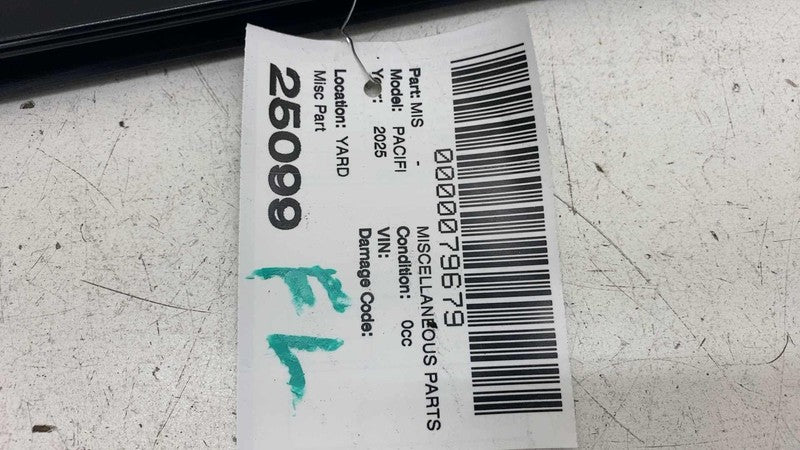 0000079679
Part: MIS - MISCELLANEOUS PARTS
Model: PACIFI Condition: 0cc
Year: 2025 VIN:
Damage Code:
Location: YARD
Misc Part
25099 FL